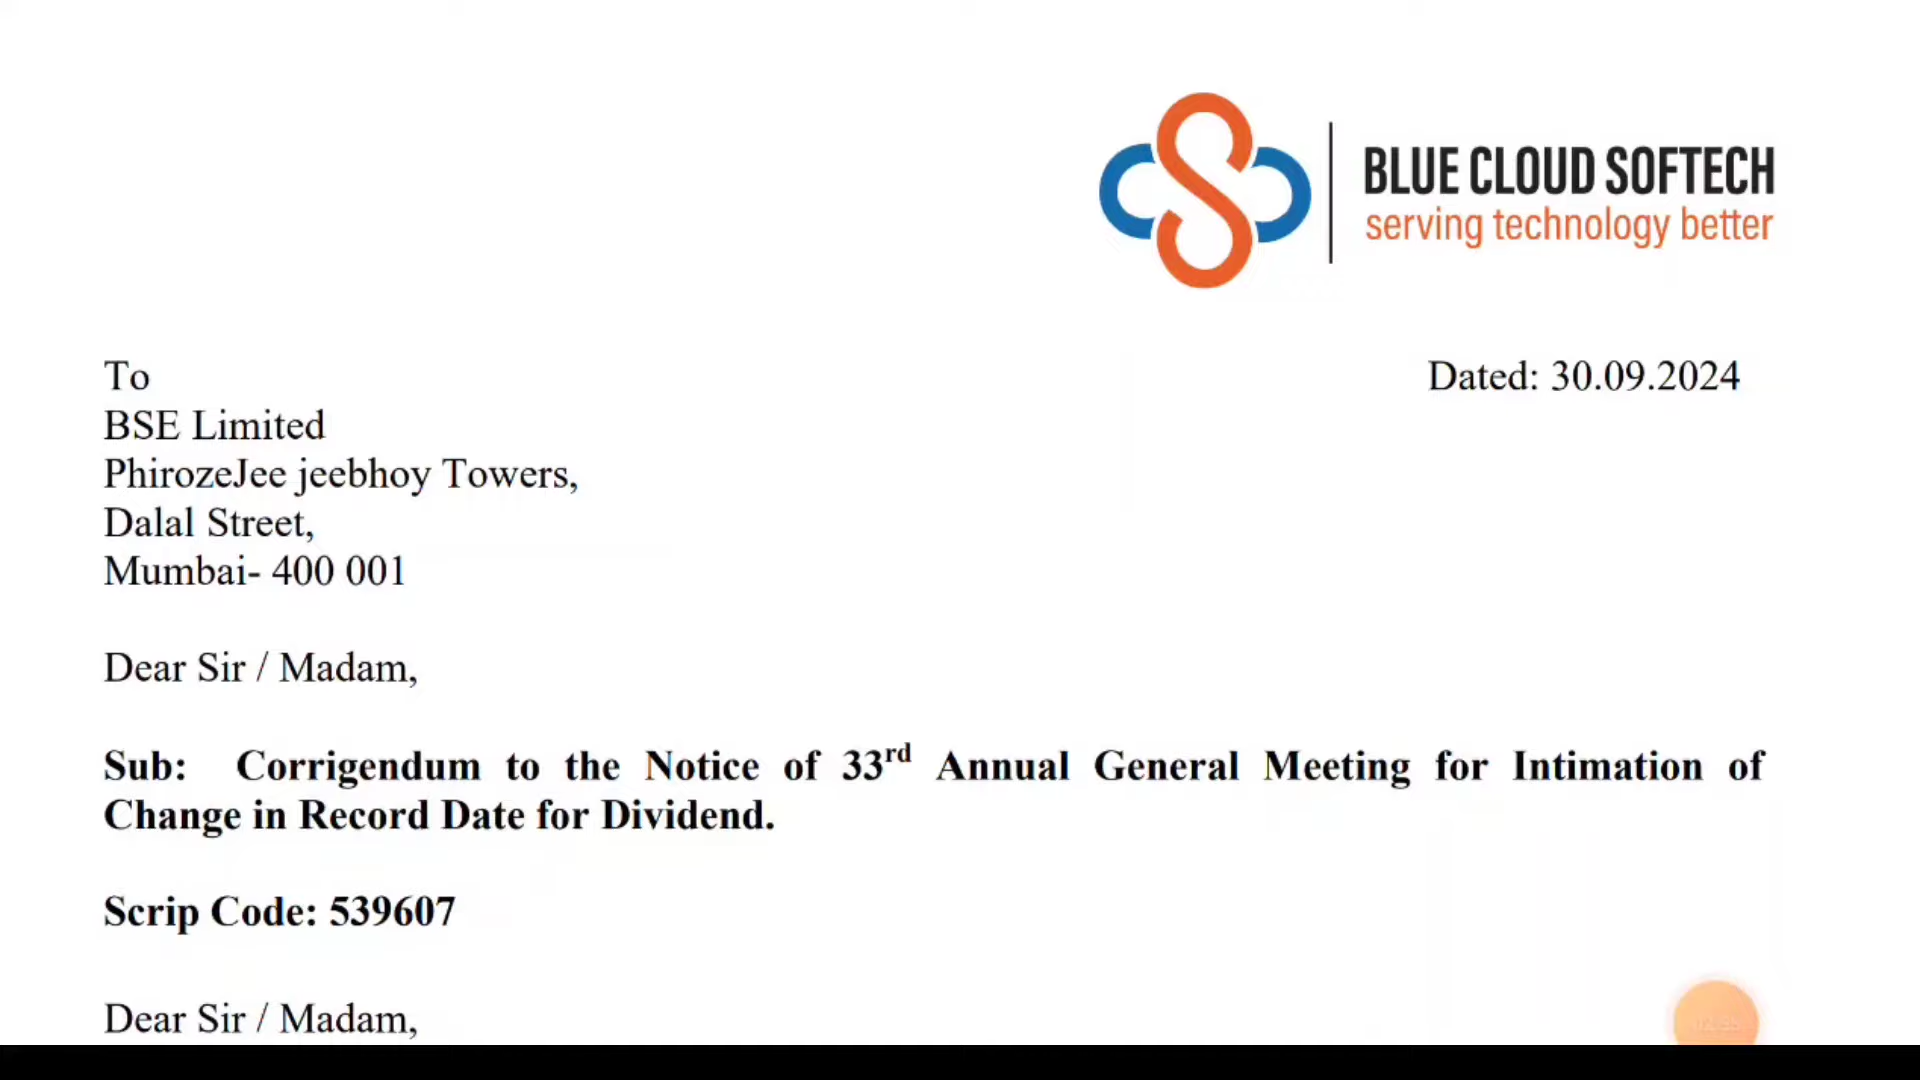 BLUE CLOUD SOFTECH
serving technology better
To
Dated: 30.09.2024
BSE Limited
PhirozeJee jeebhoy Towers,
Dalal Street,
Mumbai- 400 001
Dear Sir / Madam,
Sub: Corrigendum to the Notice of 33rd Annual General Meeting for Intimation of
Change in Record Date for Dividend.
Scrip Code: 539607
Dear Sir / Madam,